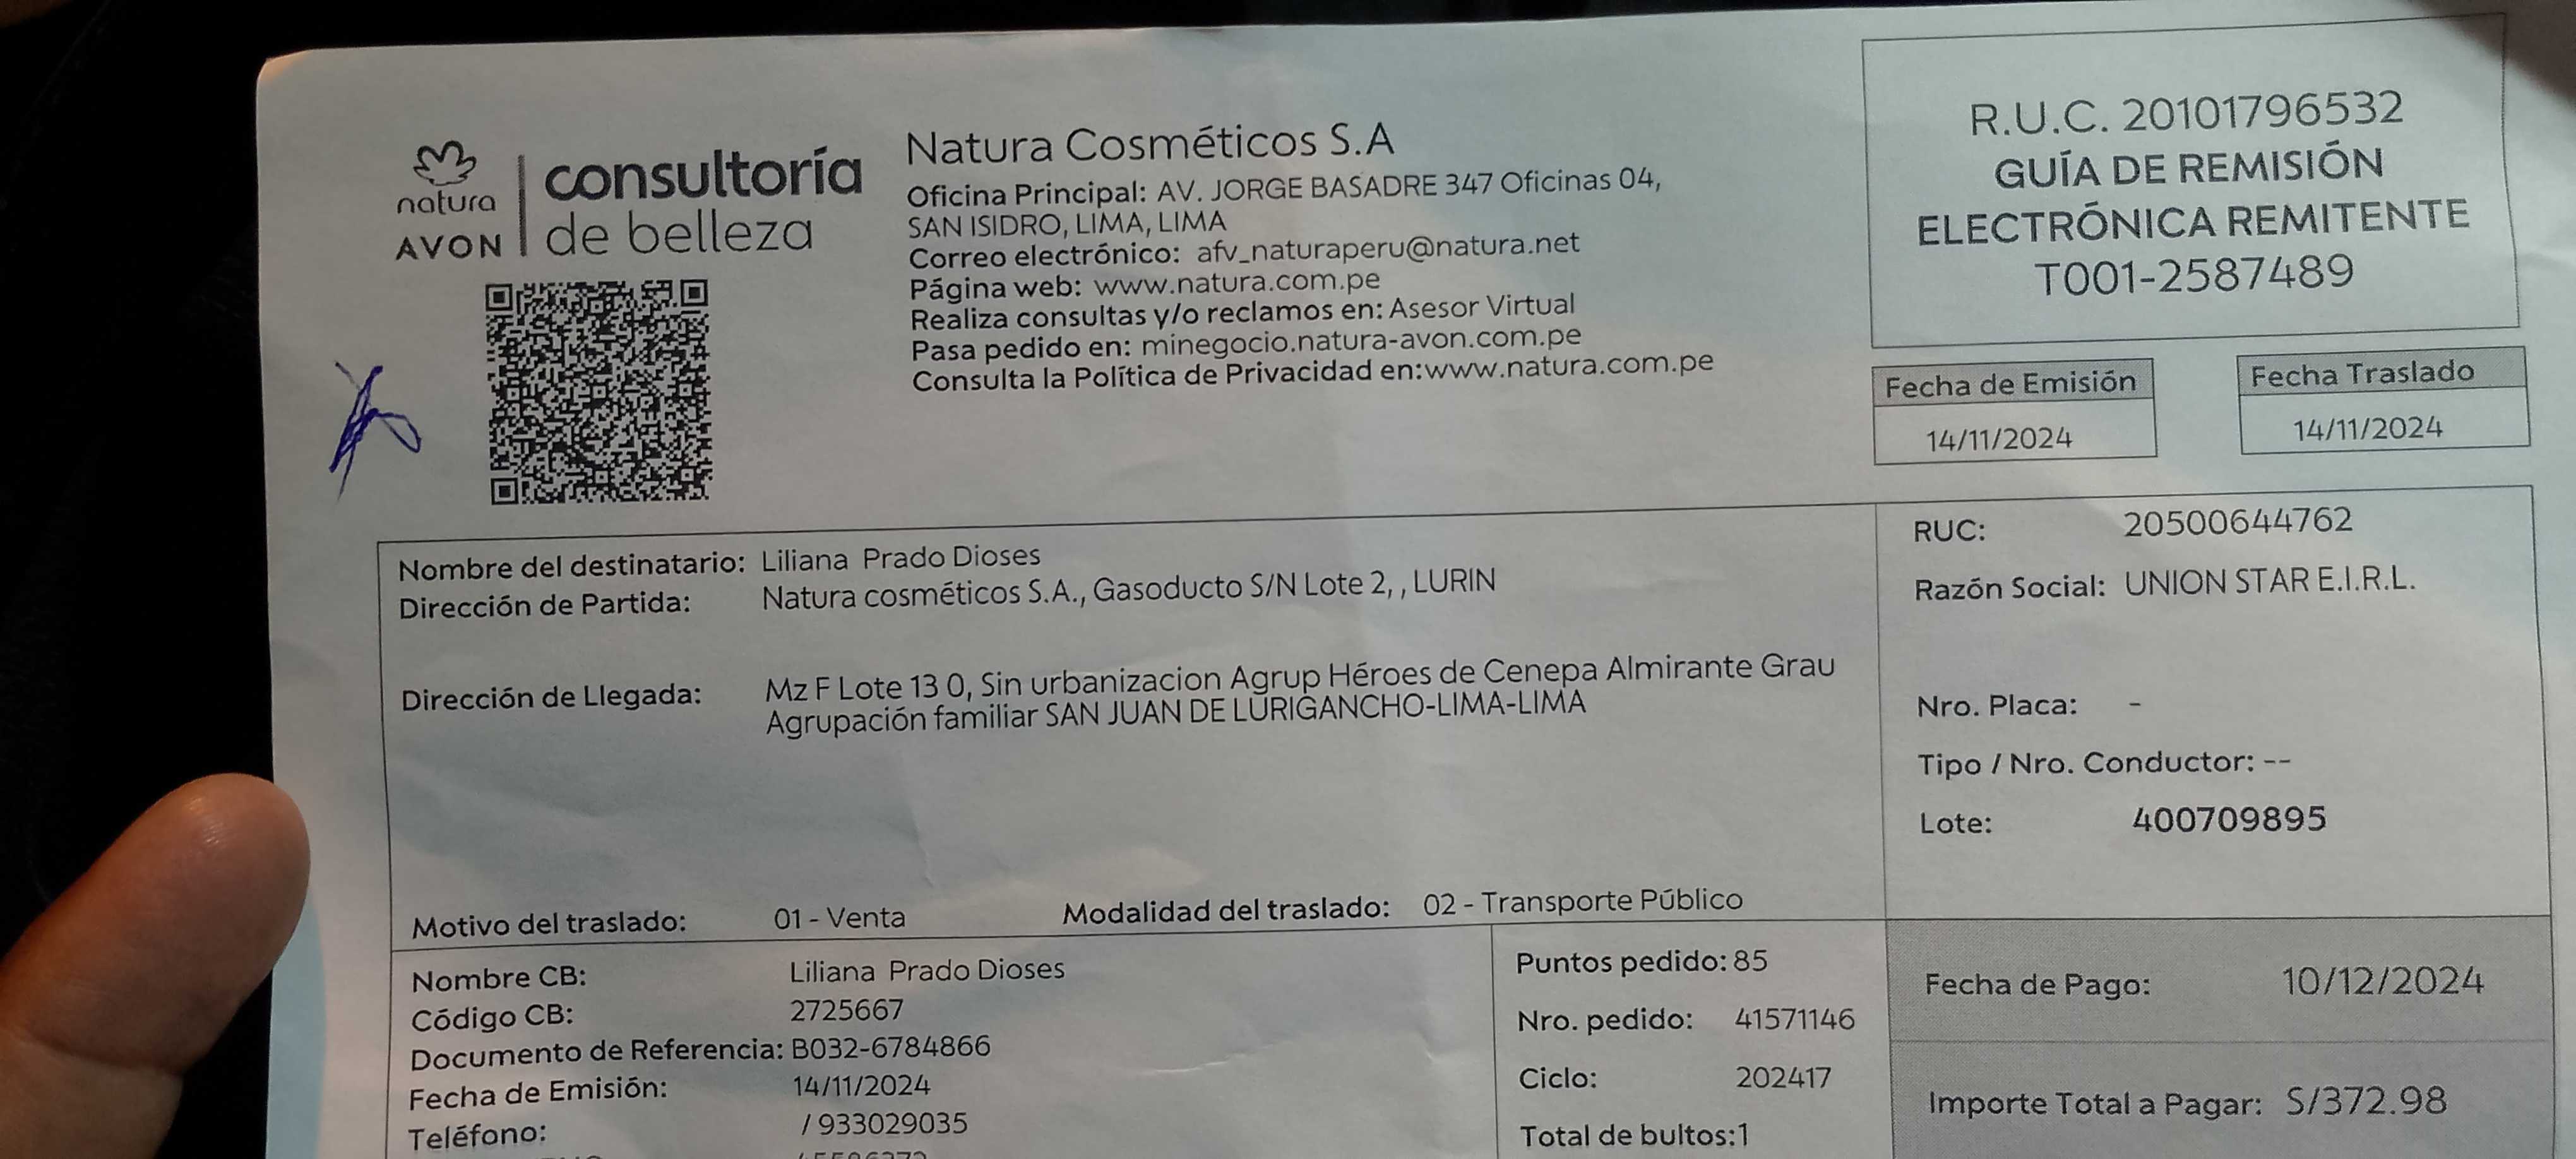 natura
AVON
consultoría
de belleza
Natura Cosméticos S.A
Oficina Principal: AV. JORGE BASADRE 347 Oficinas 04,
SAN ISIDRO, LIMA, LIMA
Correo electrónico: afv_naturaperu@natura.net
Página web: www.natura.com.pe
Realiza consultas y/o reclamos en: Asesor Virtual
Pasa pedido en: minegocio.natura-avon.com.pe
Consulta la Política de Privacidad en:www.natura.com.pe
R.U.C. 20101796532
GUÍA DE REMISIÓN
ELECTRÓNICA REMITENTE
T001-2587489
Fecha de Emisión
14/11/2024
Fecha Traslado
14/11/2024
Nombre del destinatario: Liliana Prado Dioses
Dirección de Partida: Natura cosméticos S.A., Gasoducto S/N Lote 2, , LURIN
Dirección de Llegada: Mz F Lote 13 0, Sin urbanizacion Agrup Héroes de Cenepa Almirante Grau
Agrupación familiar SAN JUAN DE LURIGANCHO-LIMA-LIMA
Motivo del traslado: 01 - Venta Modalidad del traslado: 02 - Transporte Público
RUC: 20500644762
Razón Social: UNION STAR E.I.R.L.
Nro. Placa: -
Tipo / Nro. Conductor: --
Lote: 400709895
Nombre CB: Liliana Prado Dioses
Código CB: 2725667
Documento de Referencia: B032-6784866
Fecha de Emisión: 14/11/2024
Teléfono: / 933029035
Puntos pedido: 85
Nro. pedido: 41571146
Ciclo: 202417
Total de bultos:1
Fecha de Pago: 10/12/2024
Importe Total a Pagar: S/372.98